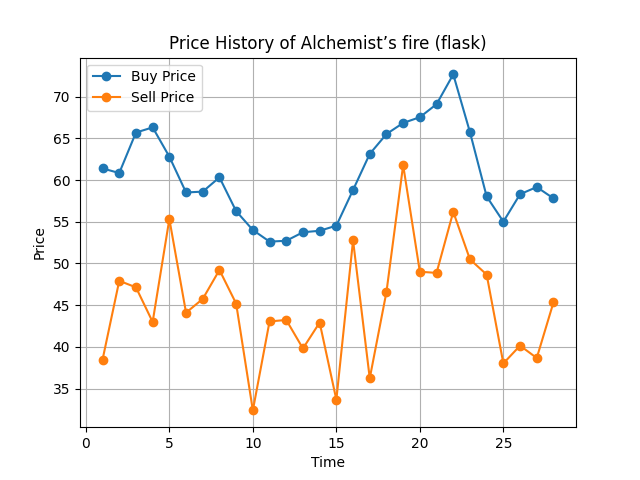 Price History of Alchemist’s fire (flask)
Buy Price
Sell Price
70
65
60
55
50
45
40
35
Price
0 5 10 15 20 25
Time